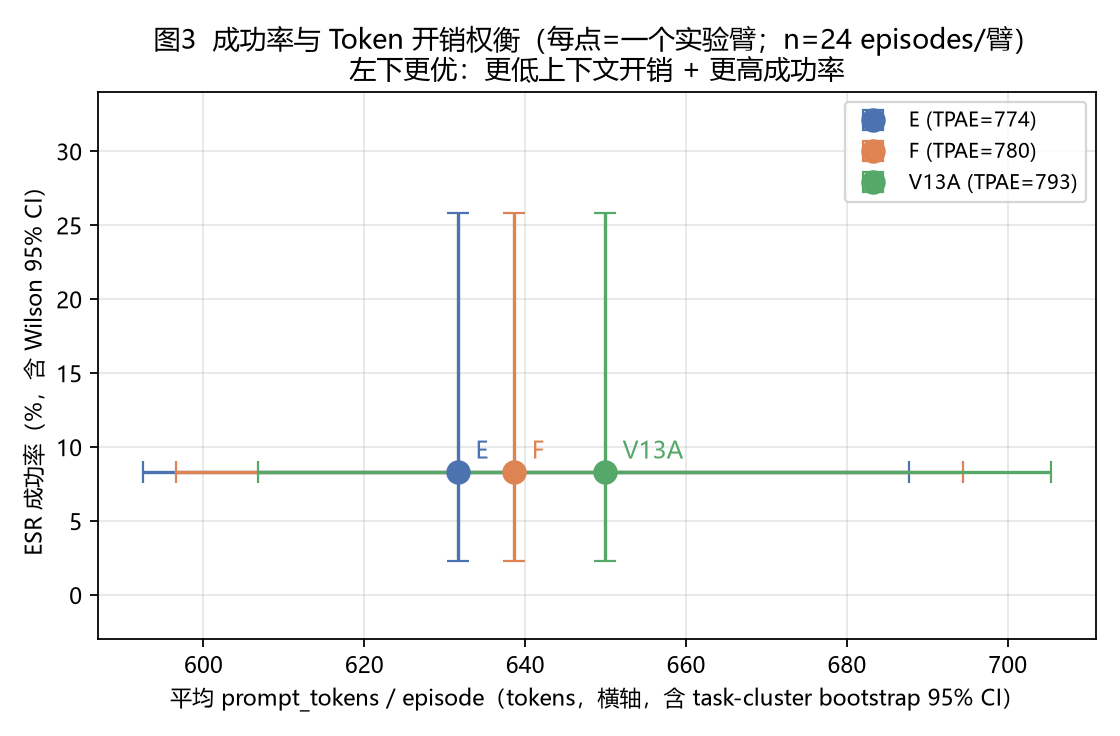 图3  成功率与 Token 开销权衡（每点=一个实验臂；n=24 episodes/臂）
左下更优：更低上下文开销 + 更高成功率
E (TPAE=774)
F (TPAE=780)
V13A (TPAE=793)
ESR 成功率（%，含 Wilson 95% CI）
30
25
20
15
10
5
0
E
F
V13A
600
620
640
660
680
700
平均 prompt_tokens / episode（tokens，横轴，含 task-cluster bootstrap 95% CI）